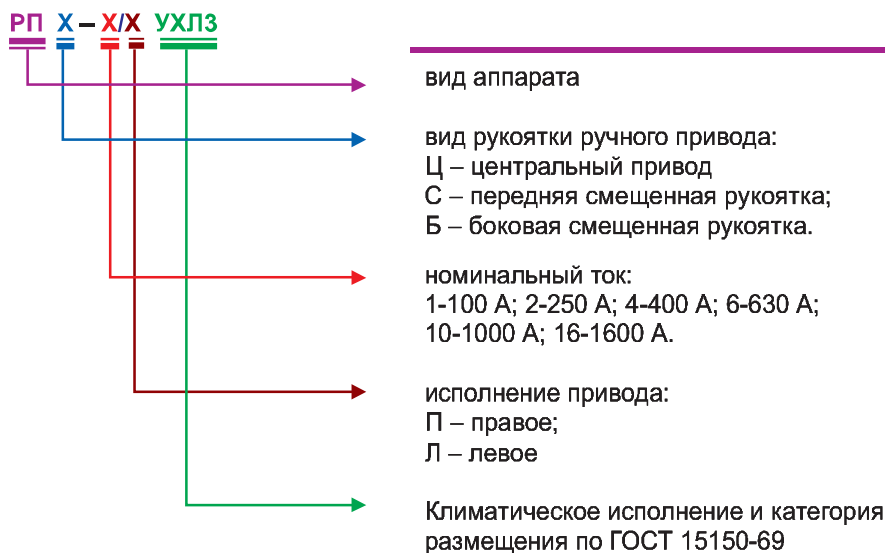 РП Х – Х/Х УХЛ3
вид аппарата
вид рукоятки ручного привода:
Ц – центральный привод
С – передняя смещенная рукоятка;
Б – боковая смещенная рукоятка.
номинальный ток:
1-100 А; 2-250 А; 4-400 А; 6-630 А;
10-1000 А; 16-1600 А.
исполнение привода:
П – правое;
Л – левое
Климатическое исполнение и категория
размещения по ГОСТ 15150-69